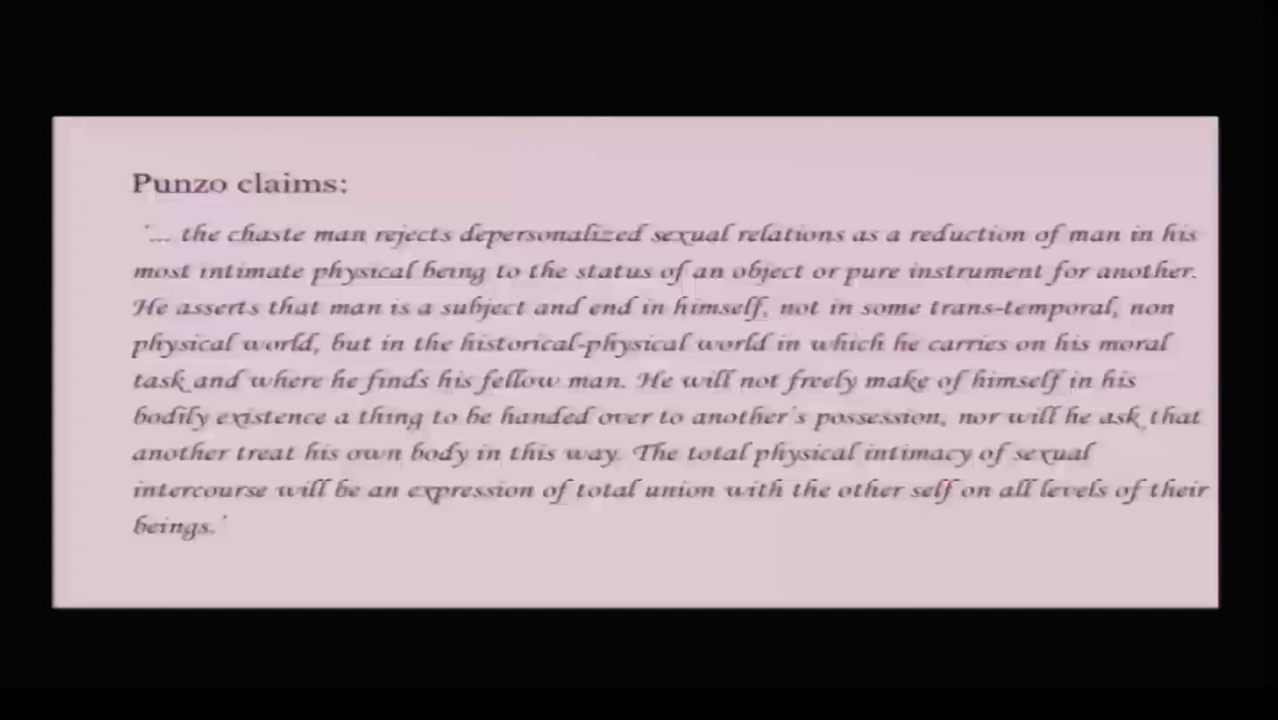 Punzo claims:
'... the chaste man rejects depersonalized sexual relations as a reduction of man in his
most intimate physical being to the status of an object or pure instrument for another.
He asserts that man is a subject and end in himself, not in some trans-temporal, non
physical world, but in the historical-physical world in which he carries on his moral
task and where he finds his fellow man. He will not freely make of himself in his
bodily existence a thing to be handed over to another's possession, nor will he ask that
another treat his own body in this way. The total physical intimacy of sexual
intercourse will be an expression of total union with the other self on all levels of their
beings.'